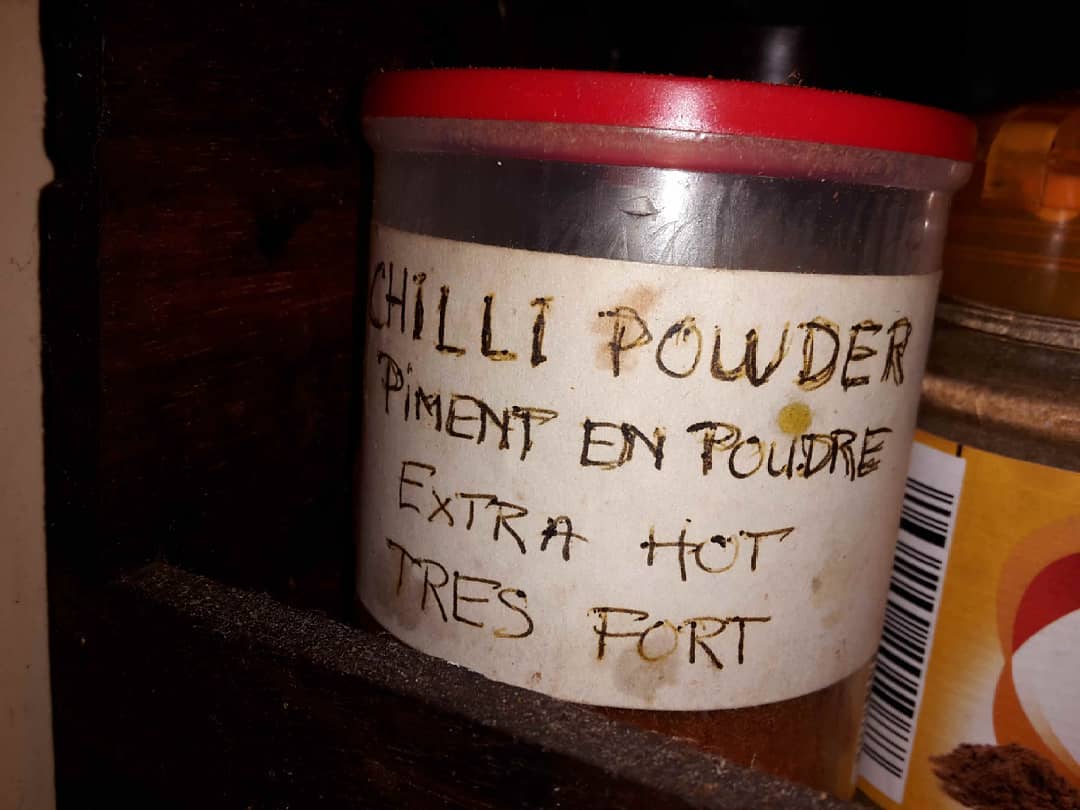 CHILLI POWDER
PIMENT EN POUDRE
EXTRA HOT
TRES FORT